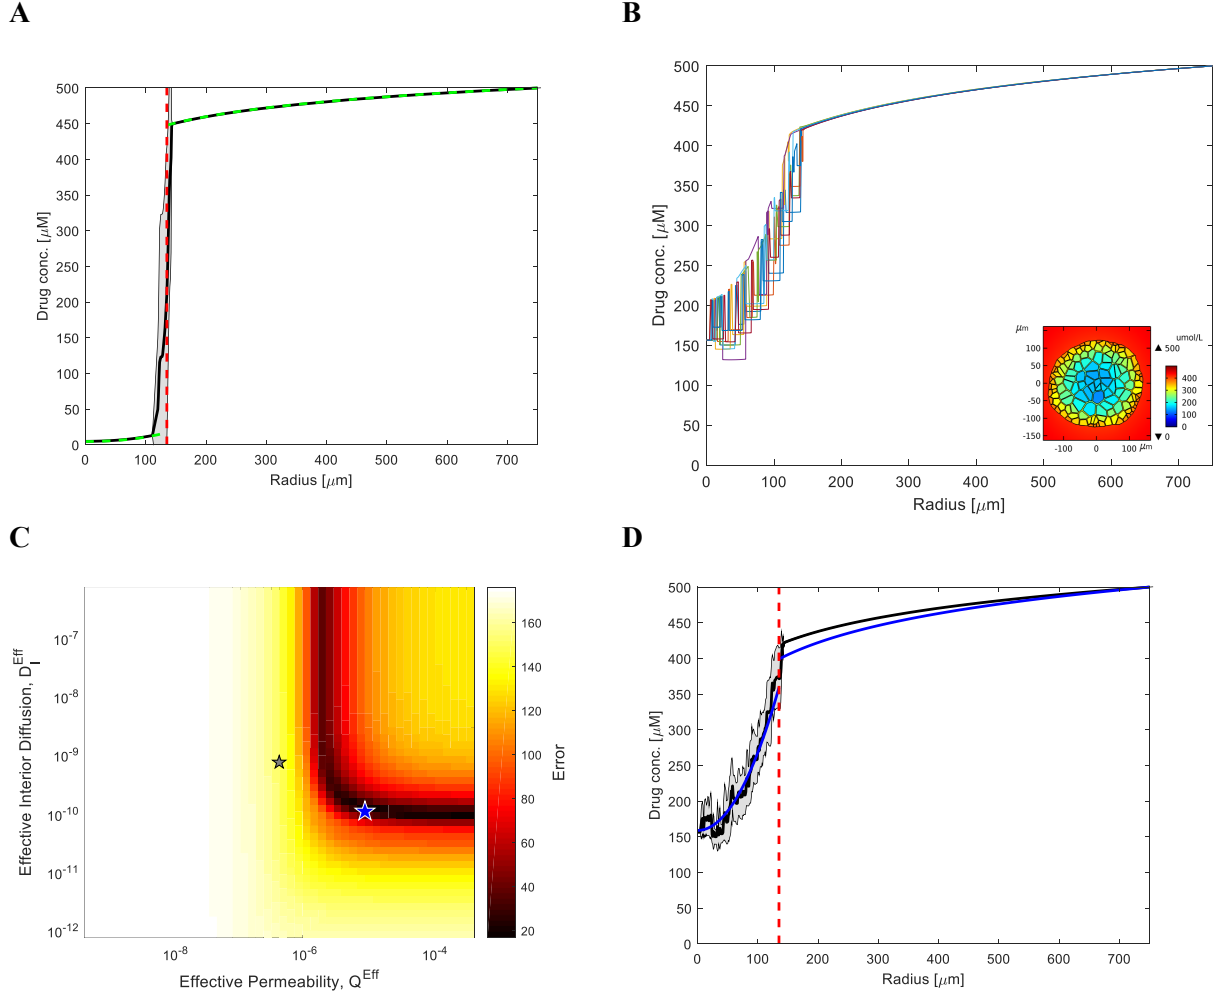 A
500
450
400
350
300
250
200
150
100
50
0
Drug conc. [μM]
0 100 200 300 400 500 600 700
Radius [μm]
B
500
450
400
350
300
250
200
150
100
50
0
Drug conc. [μM]
0 100 200 300 400 500 600 700
Radius [μm]
μm
100
50
0
-50
-100
-150
-100 0 100
μm
umol/L
▲ 500
400
300
200
100
0
▼ 0
C
10^-7
10^-8
10^-9
10^-10
10^-11
10^-12
Effective Interior Diffusion, D_I^Eff
10^-8 10^-6 10^-4
Effective Permeability, Q^Eff
160
140
120
100
80
60
40
20
Error
D
500
450
400
350
300
250
200
150
100
50
0
Drug conc. [μM]
0 100 200 300 400 500 600 700
Radius [μm]